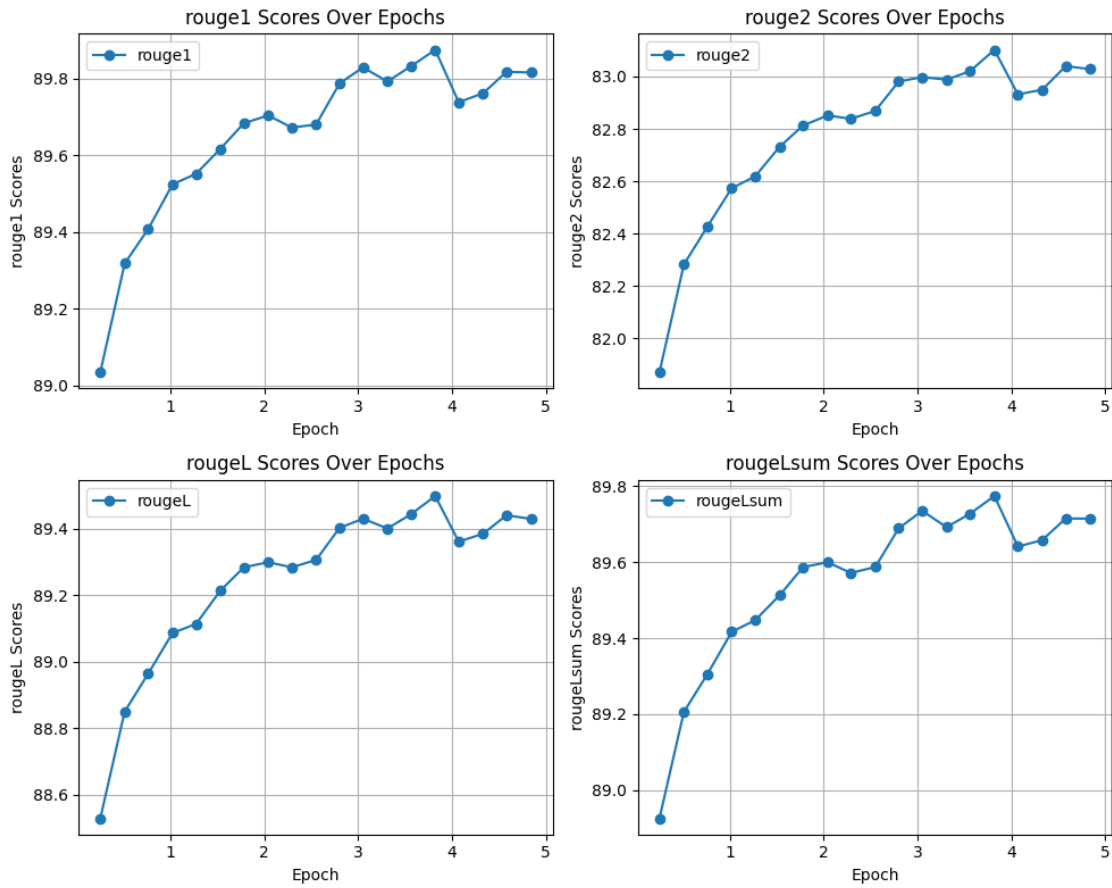 rouge1 Scores Over Epochs
rouge1
rouge1 Scores
89.8
89.6
89.4
89.2
89.0
1 2 3 4 5
Epoch
rouge2 Scores Over Epochs
rouge2
rouge2 Scores
83.0
82.8
82.6
82.4
82.2
82.0
1 2 3 4 5
Epoch
rougeL Scores Over Epochs
rougeL
rougeL Scores
89.4
89.2
89.0
88.8
88.6
1 2 3 4 5
Epoch
rougeLsum Scores Over Epochs
rougeLsum
rougeLsum Scores
89.8
89.6
89.4
89.2
89.0
1 2 3 4 5
Epoch